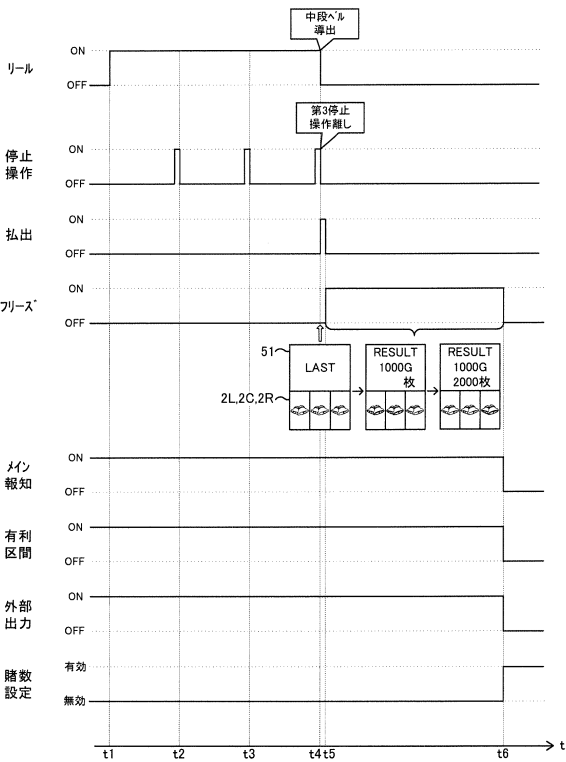 中段ベル
導出
リール
ON
OFF
第3停止
操作離し
停止
操作
ON
OFF
払出
ON
OFF
フリーズ
ON
OFF
51
LAST
RESULT
1000G
枚
RESULT
1000G
2000枚
2L,2C,2R
メイン
報知
ON
OFF
有利
区間
ON
OFF
外部
出力
ON
OFF
賭数
設定
有効
無効
t1
t2
t3
t4
t5
t6
t